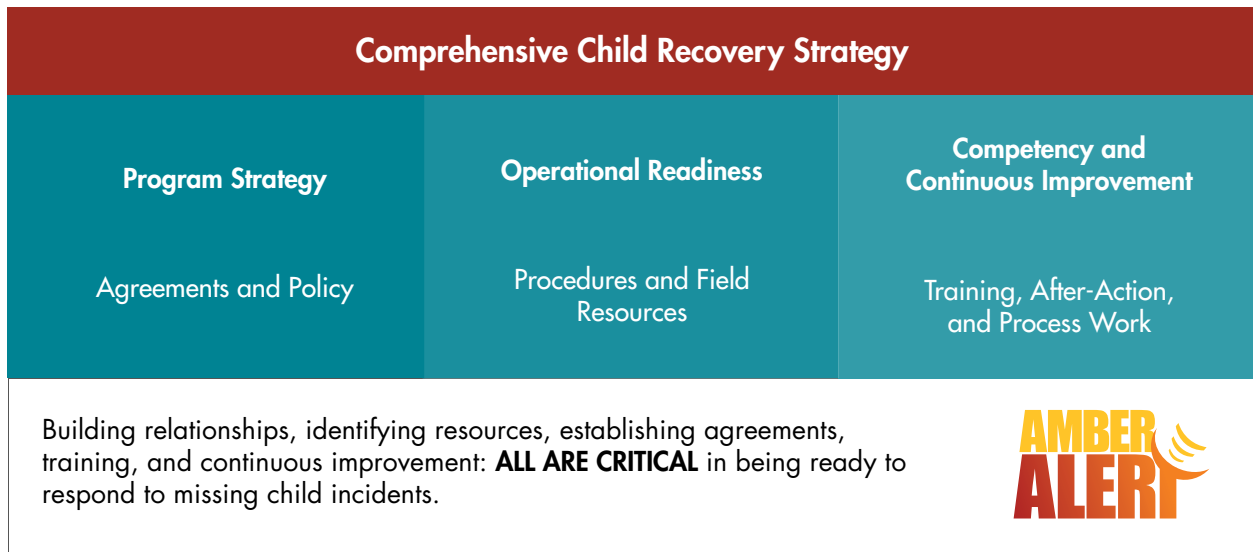 Comprehensive Child Recovery Strategy
Program Strategy
Agreements and Policy
Operational Readiness
Procedures and Field
Resources
Competency and
Continuous Improvement
Training, After-Action,
and Process Work
Building relationships, identifying resources, establishing agreements,
training, and continuous improvement: ALL ARE CRITICAL in being ready to
respond to missing child incidents.
AMBER
ALERT